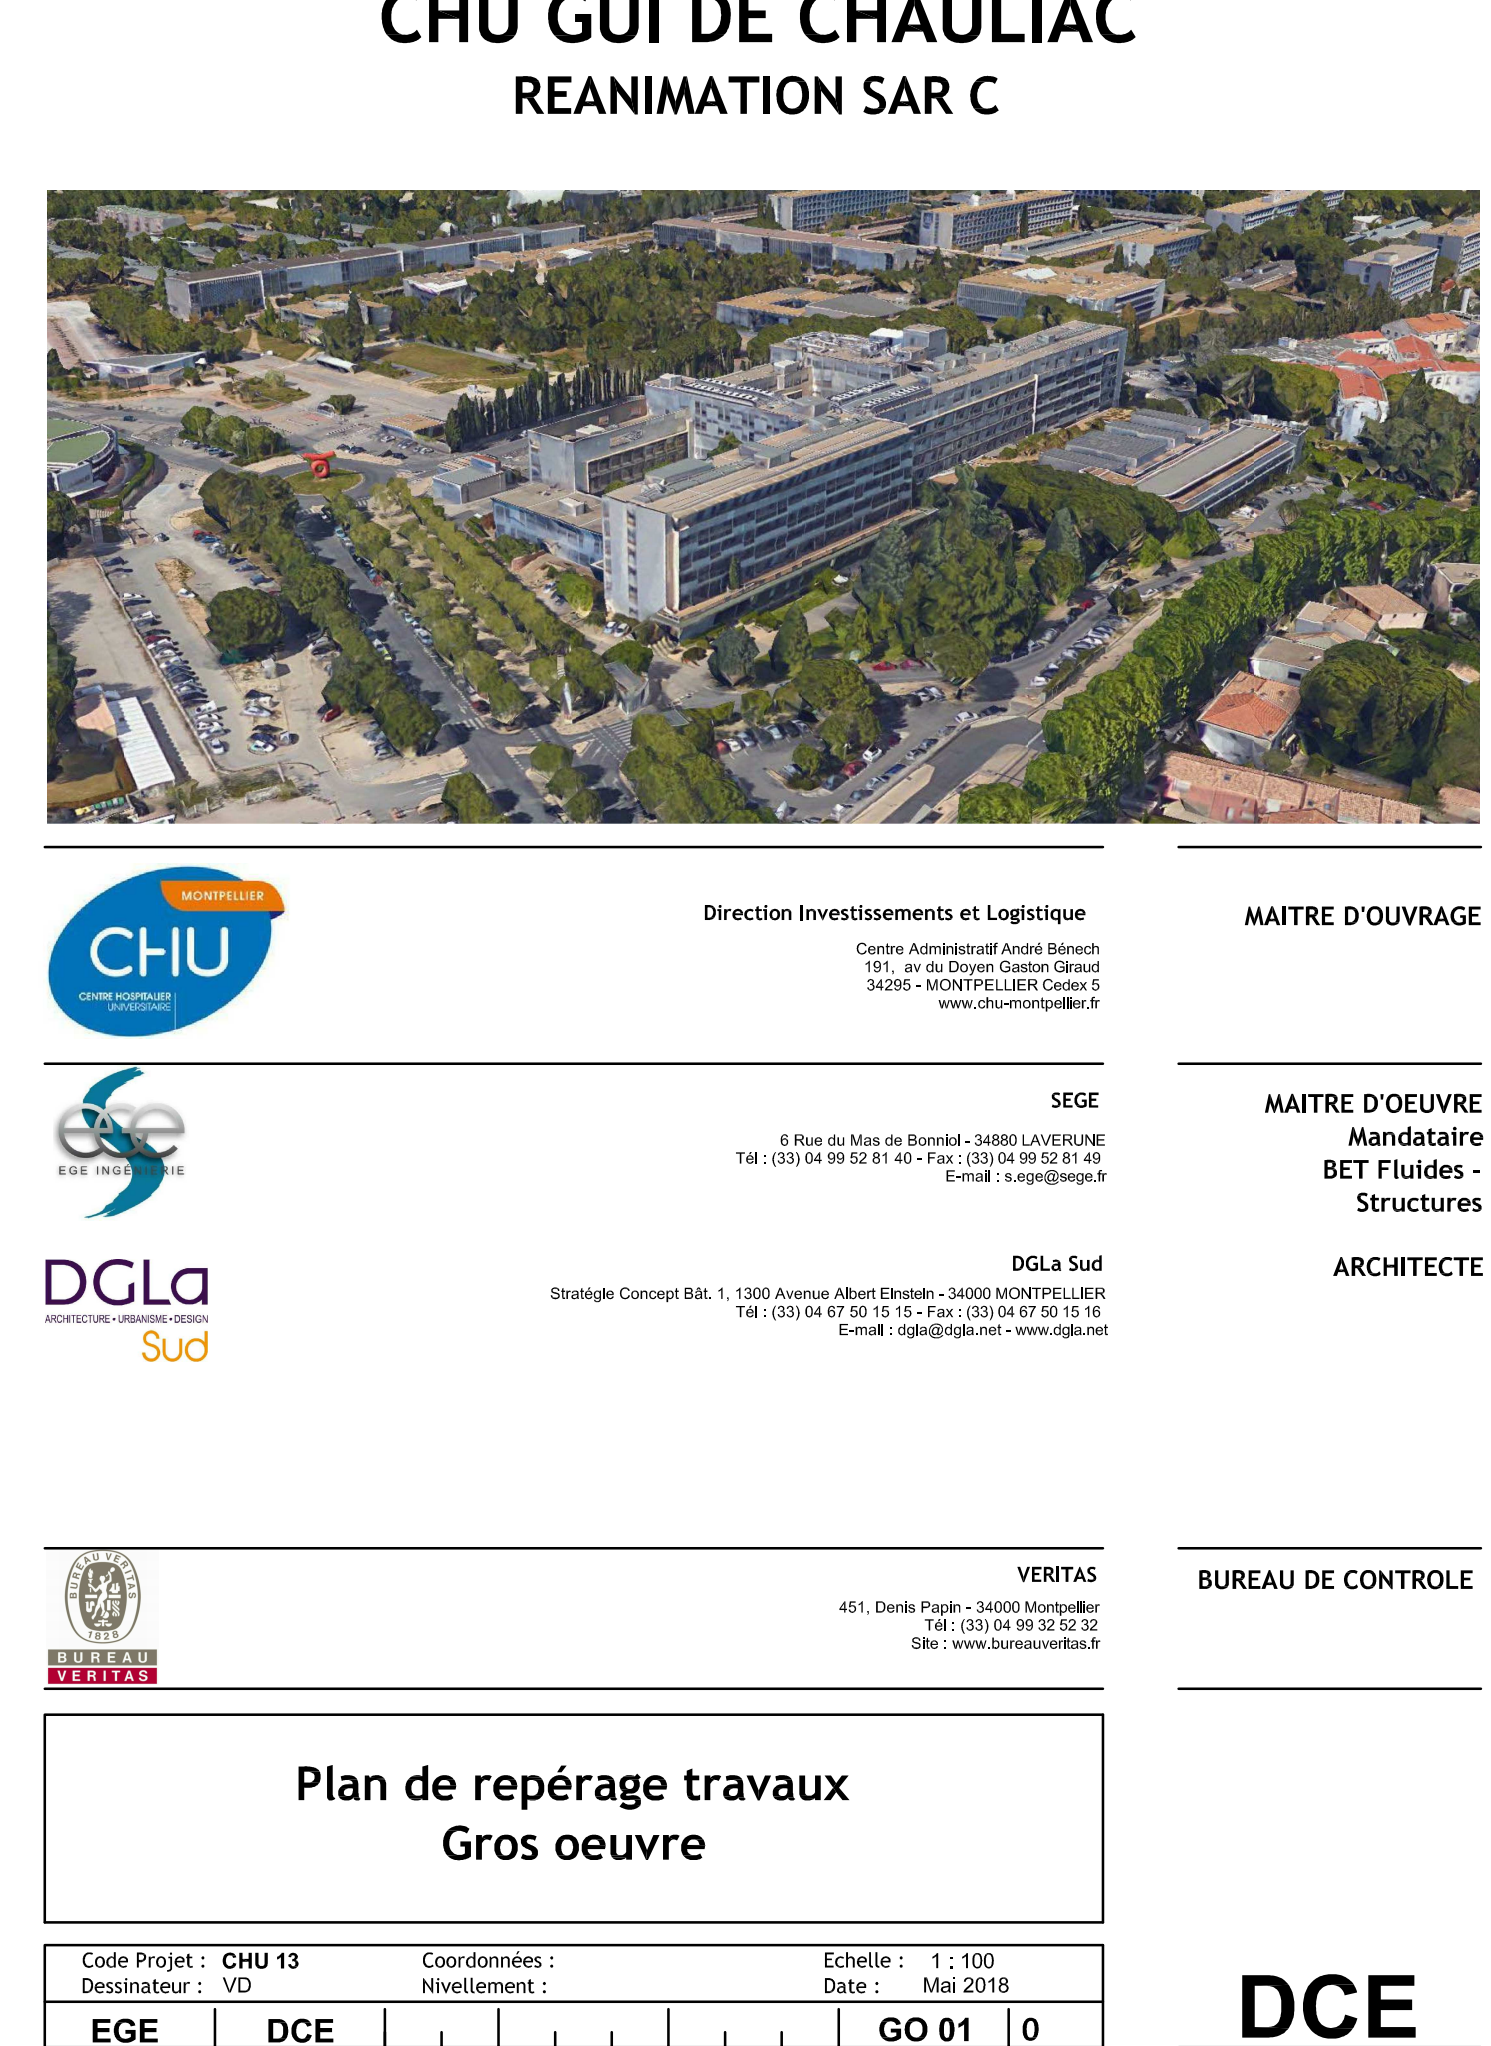 CHU GUI DE CHAULIAC
REANIMATION SAR C
MONTPELLIER
CHU
CENTRE HOSPITALIER
UNIVERSITAIRE
Direction Investissements et Logistique
Centre Administratif André Bénech
191, av du Doyen Gaston Giraud
34295 - MONTPELLIER Cedex 5
www.chu-montpellier.fr
MAITRE D'OUVRAGE
ege
EGE INGÉNIERIE
SEGE
6 Rue du Mas de Bonniol - 34880 LAVERUNE
Tél : (33) 04 99 52 81 40 - Fax : (33) 04 99 52 81 49
E-mail : s.ege@sege.fr
MAITRE D'OEUVRE
Mandataire
BET Fluides -
Structures
DGLa
ARCHITECTURE • URBANISME • DESIGN
Sud
DGLa Sud
Stratégie Concept Bât. 1, 1300 Avenue Albert Einstein - 34000 MONTPELLIER
Tél : (33) 04 67 50 15 15 - Fax : (33) 04 67 50 15 16
E-mail : dgla@dgla.net - www.dgla.net
ARCHITECTE
BUREAU VERITAS
1828
BUREAU
VERITAS
VERITAS
451, Denis Papin - 34000 Montpellier
Tél : (33) 04 99 32 52 32
Site : www.bureauveritas.fr
BUREAU DE CONTROLE
Plan de repérage travaux
Gros oeuvre
Code Projet : CHU 13 Coordonnées : Echelle : 1 : 100
Dessinateur : VD Nivellement : Date : Mai 2018
EGE DCE GO 01 0
DCE